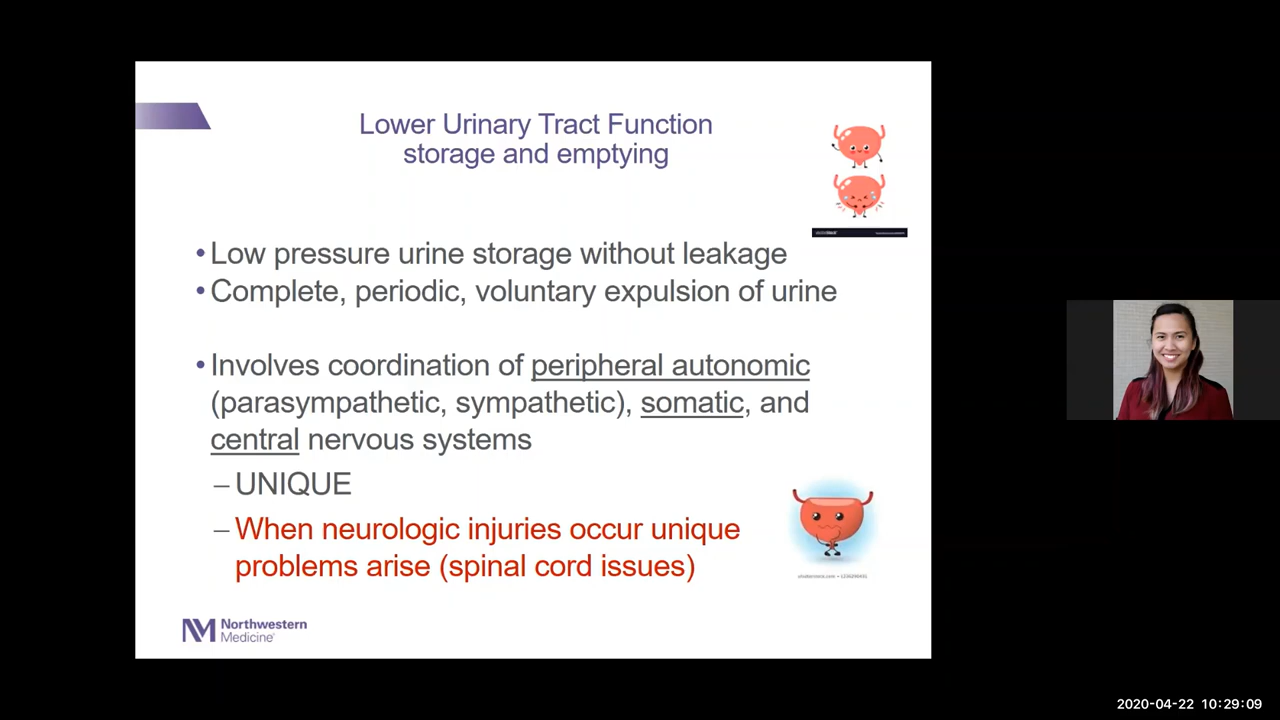 Lower Urinary Tract Function
storage and emptying
• Low pressure urine storage without leakage
• Complete, periodic, voluntary expulsion of urine
• Involves coordination of peripheral autonomic
(parasympathetic, sympathetic), somatic, and
central nervous systems
– UNIQUE
– When neurologic injuries occur unique
problems arise (spinal cord issues)
Northwestern
Medicine
2020-04-22 10:29:09